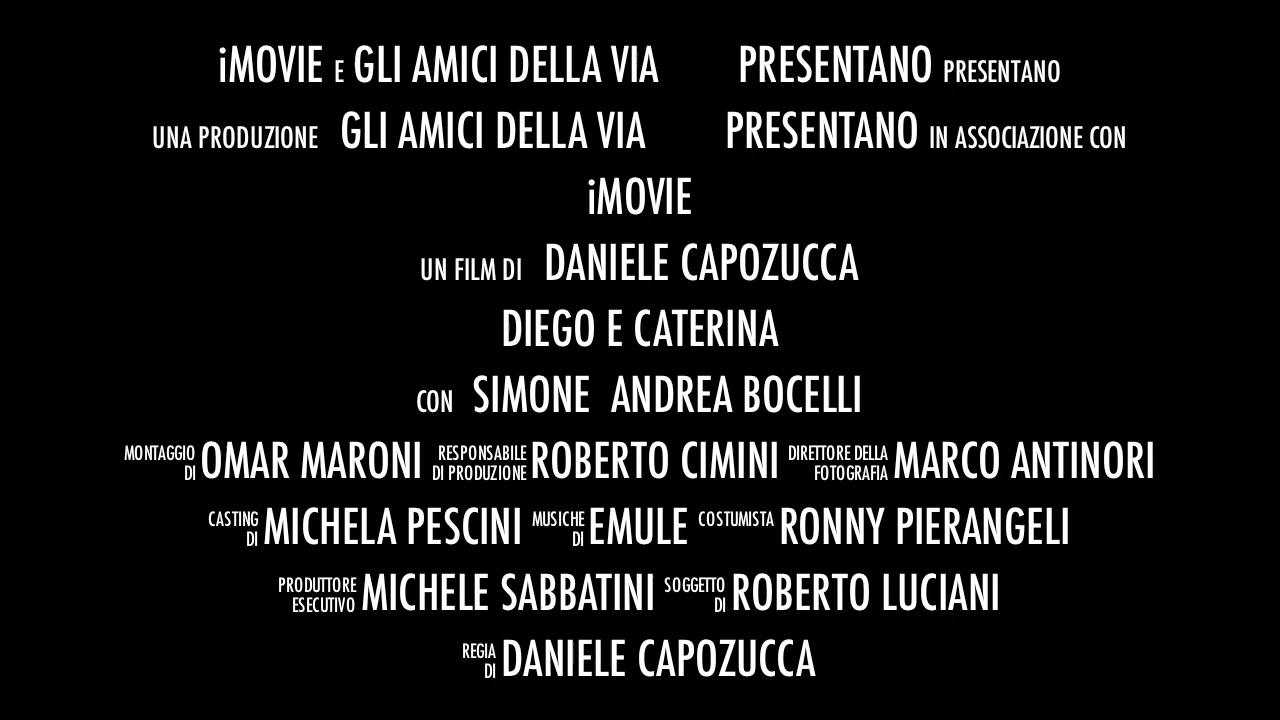 iMOVIE E GLI AMICI DELLA VIA PRESENTANO PRESENTANO
UNA PRODUZIONE GLI AMICI DELLA VIA PRESENTANO IN ASSOCIAZIONE CON
iMOVIE
UN FILM DI DANIELE CAPOZUCCA
DIEGO E CATERINA
CON SIMONE ANDREA BOCELLI
MONTAGGIO DI OMAR MARONI RESPONSABILE DI PRODUZIONE ROBERTO CIMINI DIRETTORE DELLA FOTOGRAFIA MARCO ANTINORI
CASTING DI MICHELA PESCINI MUSICHE DI EMULE COSTUMISTA RONNY PIERANGELI
PRODUTTORE ESECUTIVO MICHELE SABBATINI SOGGETTO DI ROBERTO LUCIANI
REGIA DI DANIELE CAPOZUCCA